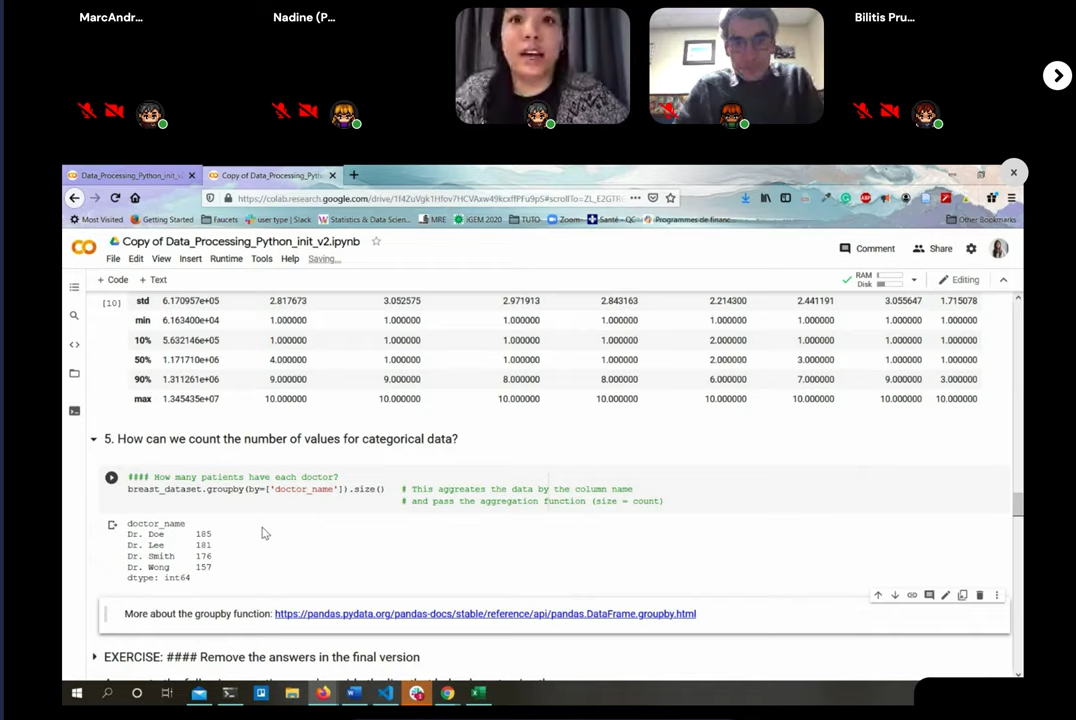 MarcAndr...
Nadine (P...
Bilitis Pru...
Data_Processing_Python_init_v2
Copy of Data_Processing_Pyth
https://colab.research.google.com/drive/
Most Visited
Getting Started
Faucets
user type | Slack
Statistics & Data Scien...
MRE
iGEM 2020
TUTO
Zoom
Santé - QC
Programmes de financ...
Other Bookmarks
Copy of Data_Processing_Python_init_v2.ipynb
Comment
Share
File Edit View Insert Runtime Tools Help Saving...
+ Code + Text
RAM
Disk
Editing
[10]
std 6.170957e+05 2.817673 3.052575 2.971913 2.843163 2.214300 2.441191 3.055647 1.715078
min 6.163400e+04 1.000000 1.000000 1.000000 1.000000 1.000000 1.000000 1.000000 1.000000
10% 5.632146e+05 1.000000 1.000000 1.000000 1.000000 2.000000 1.000000 1.000000 1.000000
50% 1.171710e+06 4.000000 1.000000 1.000000 1.000000 2.000000 3.000000 1.000000 1.000000
90% 1.311261e+06 9.000000 9.000000 8.000000 8.000000 6.000000 7.000000 9.000000 3.000000
max 1.345435e+07 10.000000 10.000000 10.000000 10.000000 10.000000 10.000000 10.000000 10.000000
5. How can we count the number of values for categorical data?
#### How many patients have each doctor?
breast_dataset.groupby(by=['doctor_name']).size() # This aggreates the data by the column name
# and pass the aggregation function (size = count)
doctor_name
Dr. Doe 185
Dr. Lee 181
Dr. Smith 176
Dr. Wong 157
dtype: int64
More about the groupby function: https://pandas.pydata.org/pandas-docs/stable/reference/api/pandas.DataFrame.groupby.html
EXERCISE: #### Remove the answers in the final version